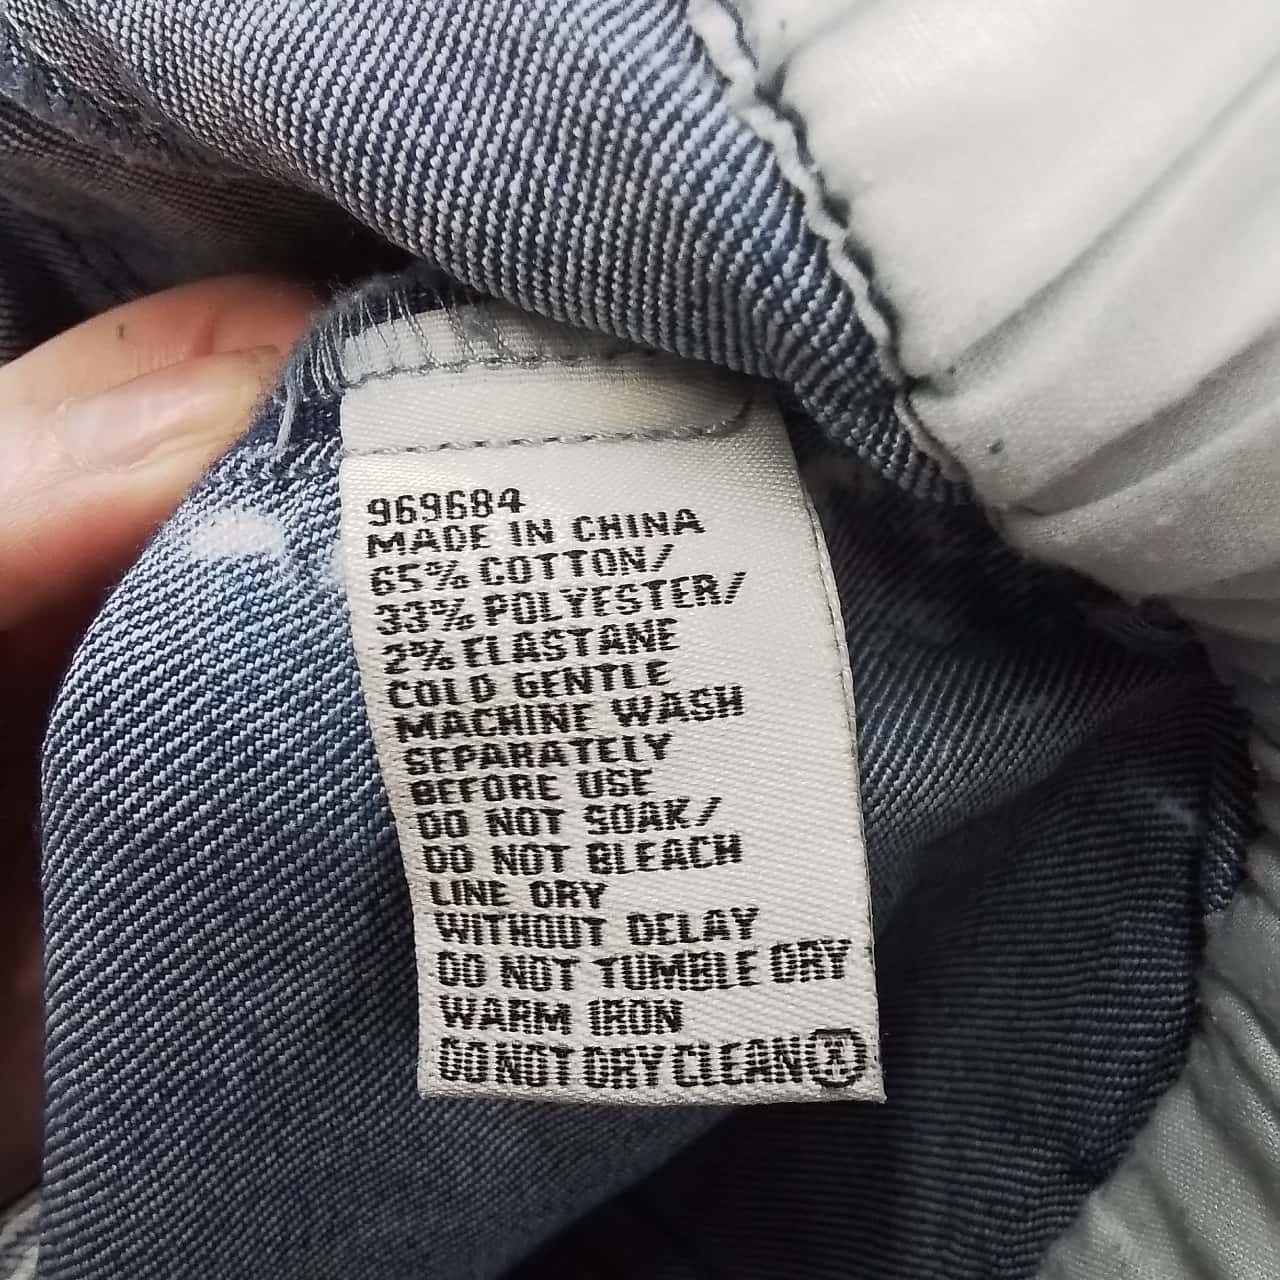 969684
MADE IN CHINA
65% COTTON/
33% POLYESTER/
2% ELASTANE
COLD GENTLE
MACHINE WASH
SEPARATELY
BEFORE USE
DO NOT SOAK/
DO NOT BLEACH
LINE DRY
WITHOUT DELAY
DO NOT TUMBLE DRY
WARM IRON
DO NOT DRY CLEAN